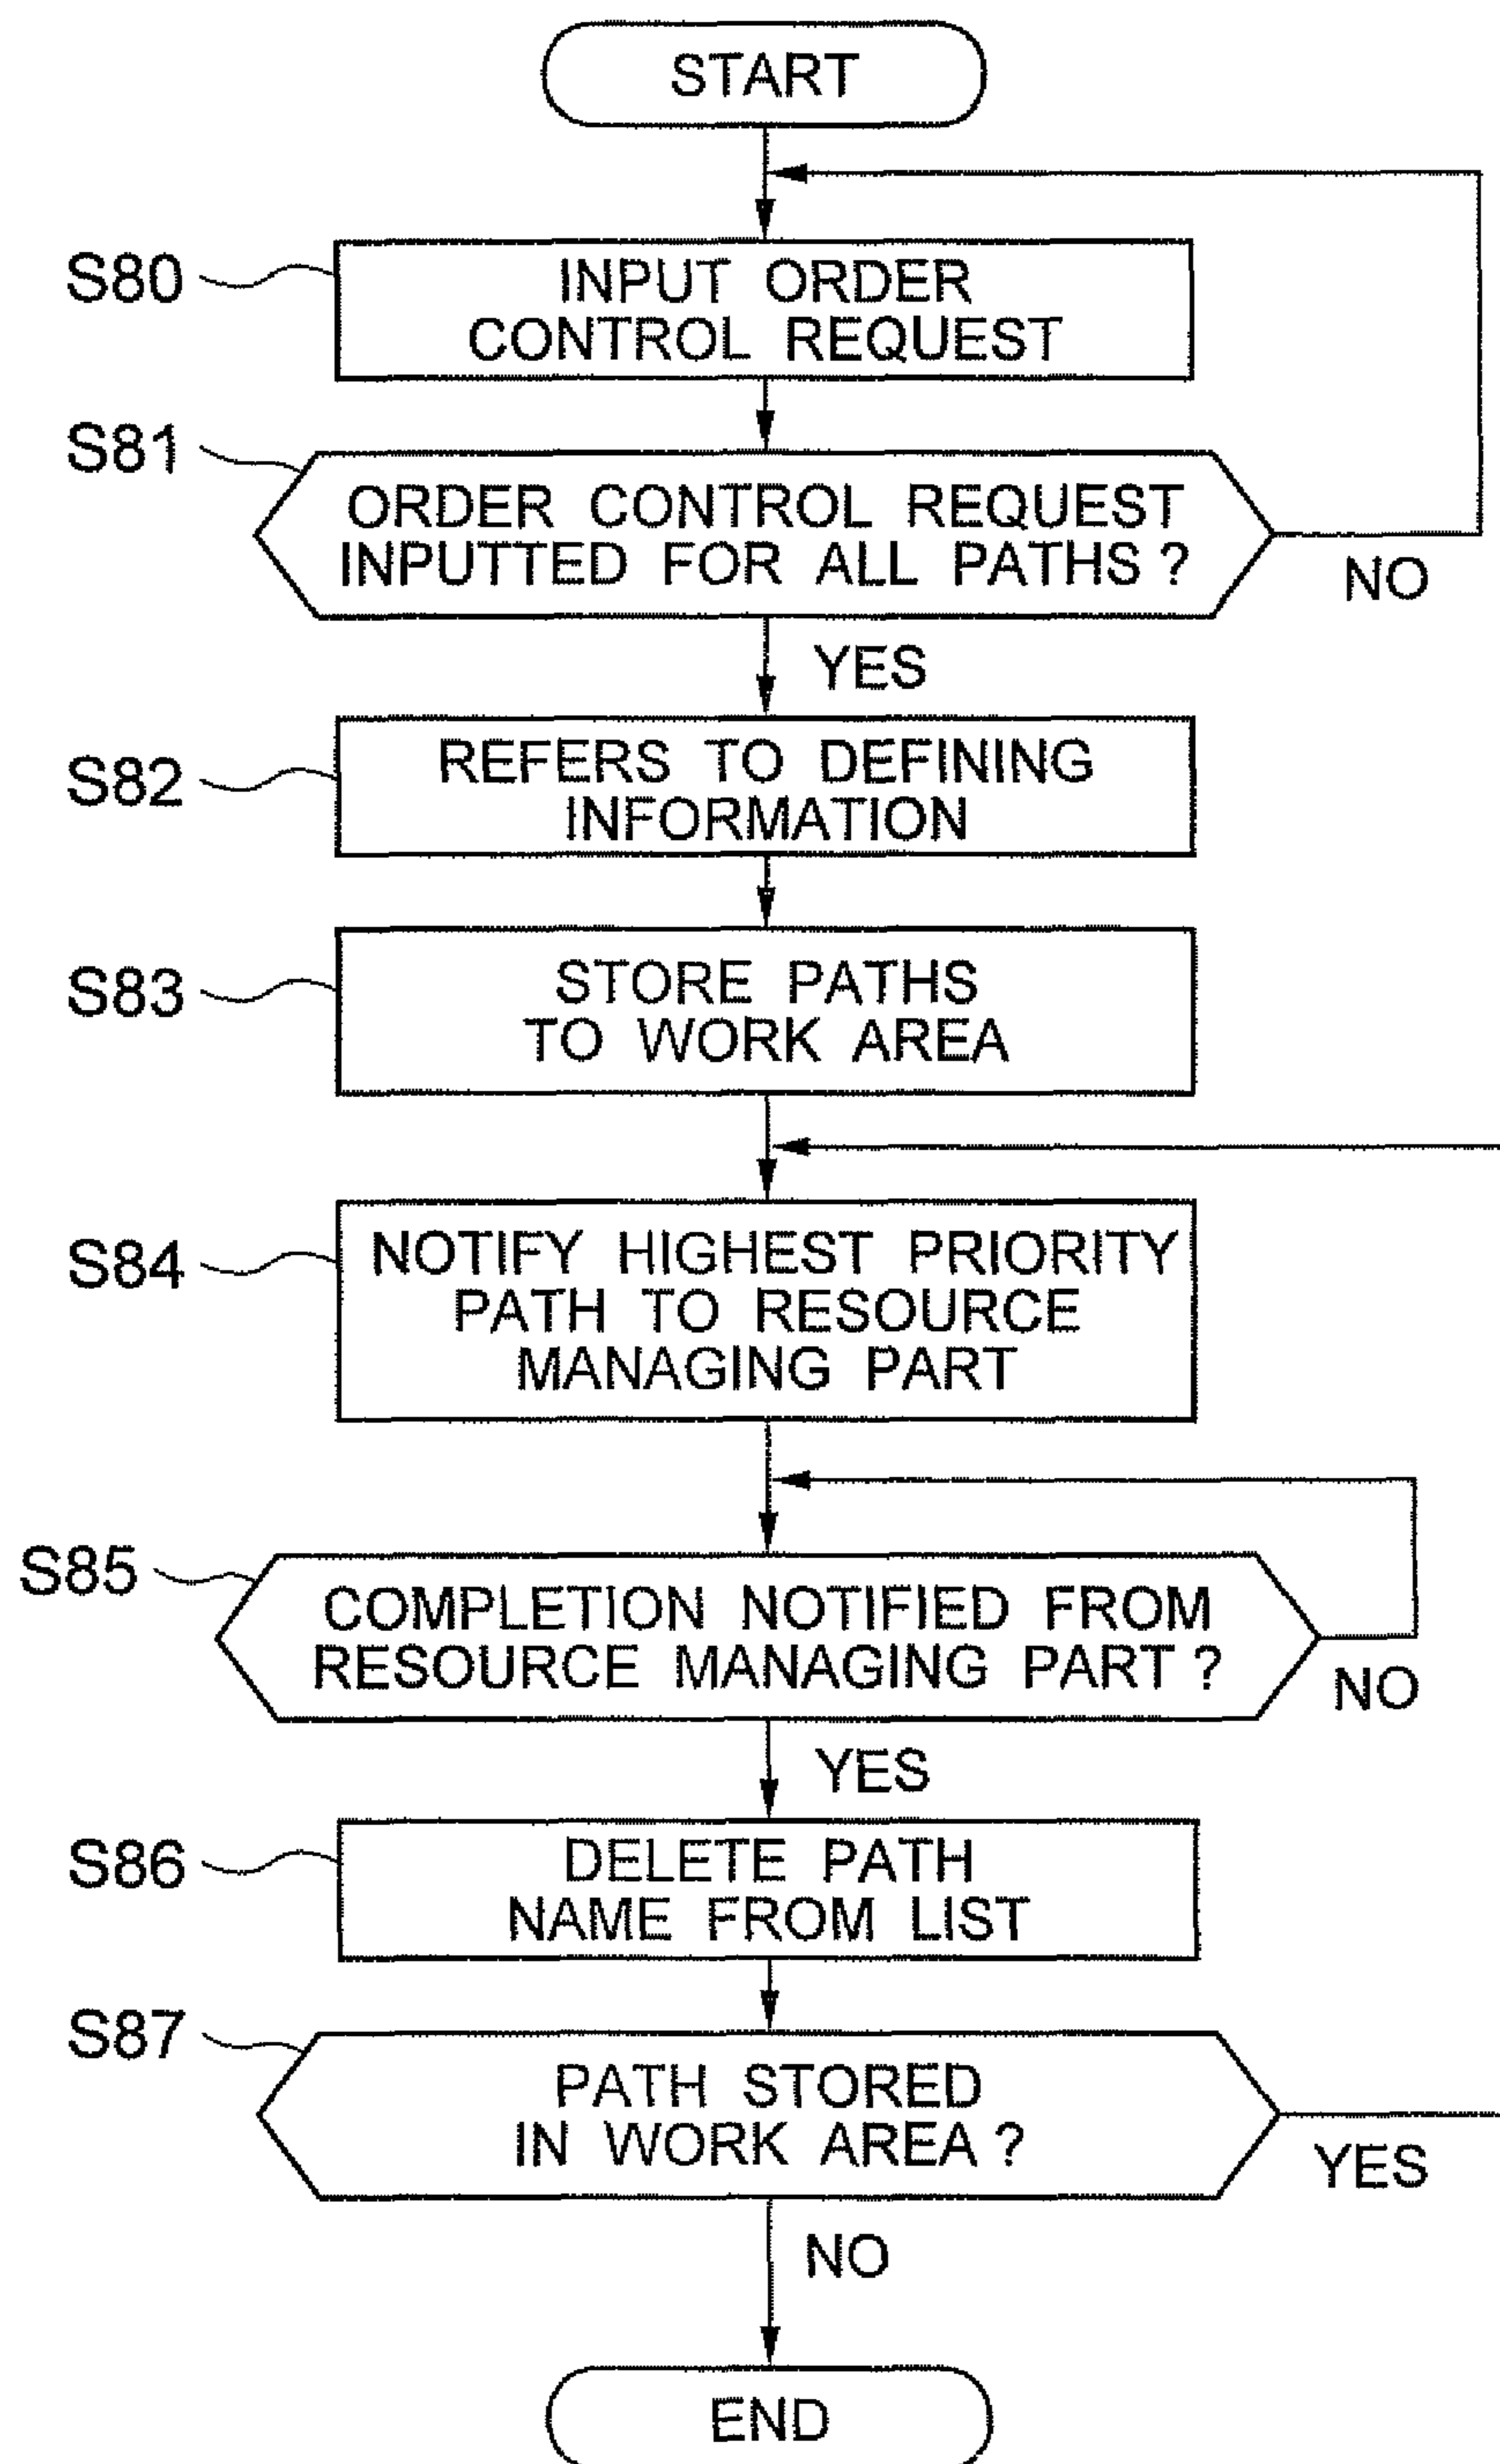 START
S80
INPUT ORDER
CONTROL REQUEST
S81
ORDER CONTROL REQUEST
INPUTTED FOR ALL PATHS ?
NO
YES
S82
REFERS TO DEFINING
INFORMATION
S83
STORE PATHS
TO WORK AREA
S84
NOTIFY HIGHEST PRIORITY
PATH TO RESOURCE
MANAGING PART
S85
COMPLETION NOTIFIED FROM
RESOURCE MANAGING PART ?
NO
YES
S86
DELETE PATH
NAME FROM LIST
S87
PATH STORED
IN WORK AREA ?
YES
NO
END